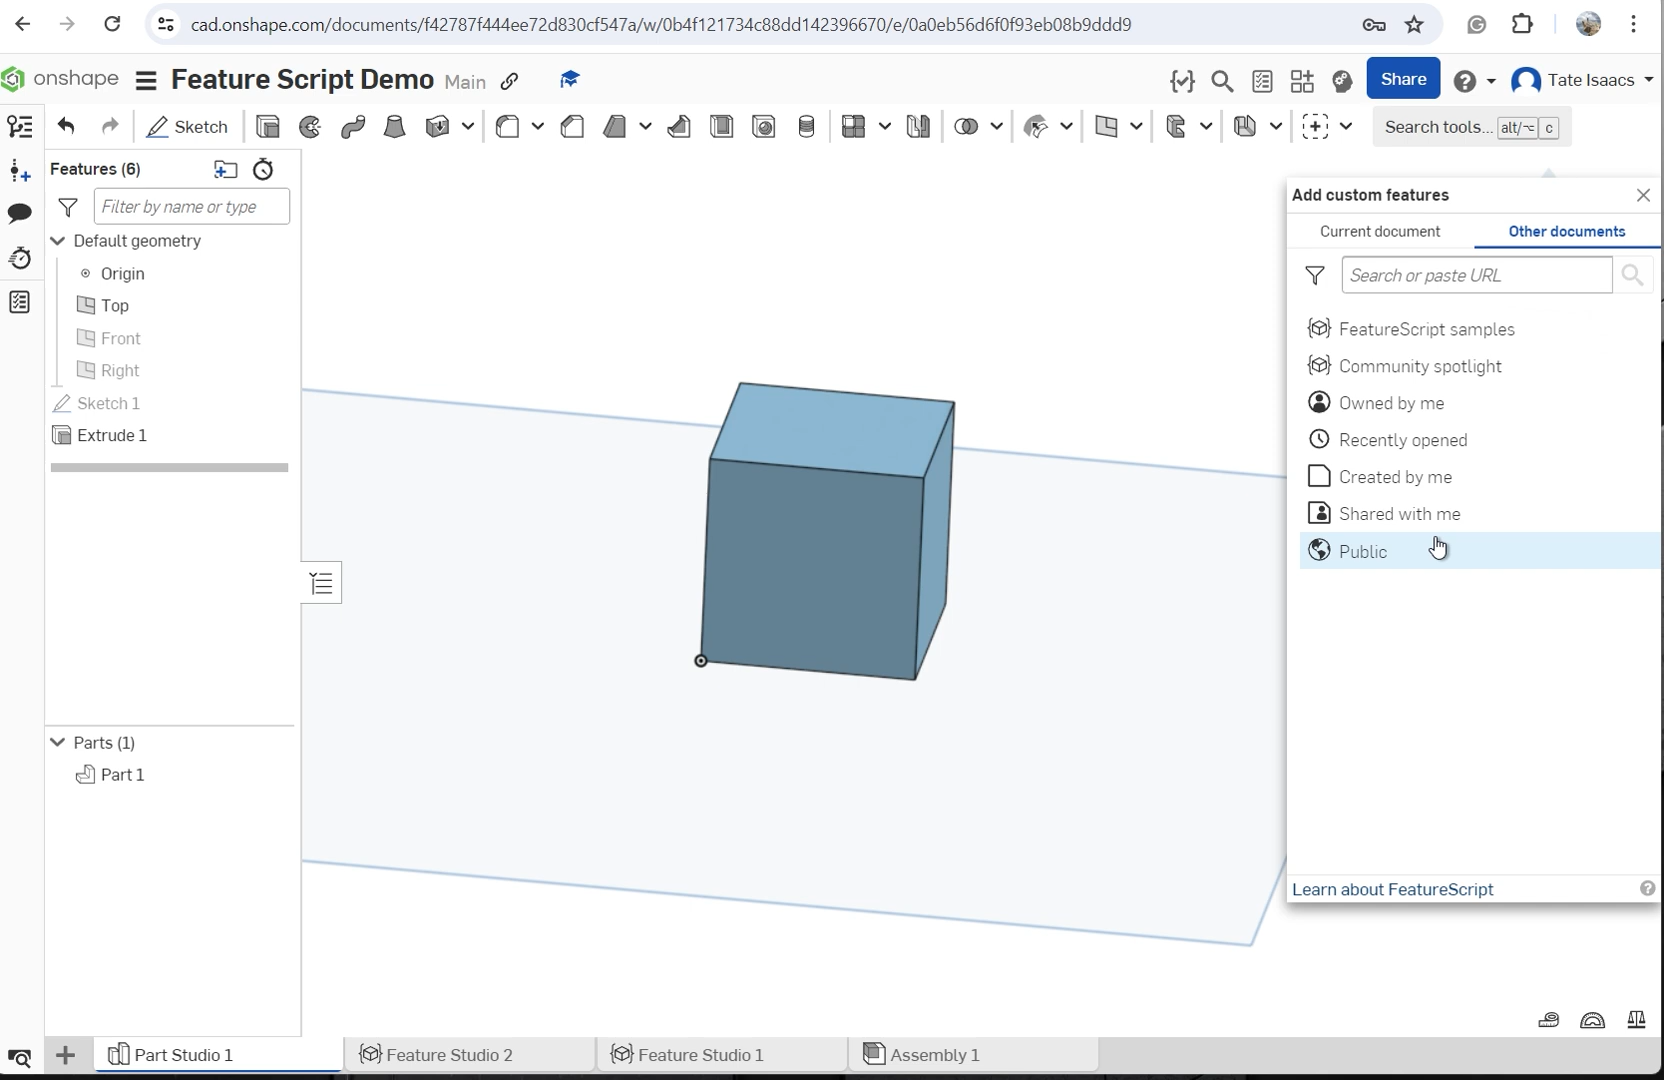 cad.onshape.com/documents/f42787f444ee72d830cf547a/w/0b4f121734c88dd142396670/e/0a0eb56d6f0f93eb08b9ddd9
onshape Feature Script Demo Main Share Tate Isaacs
Sketch Search tools... alt/⌥ c
Features (6)
Filter by name or type
Default geometry
Origin
Top
Front
Right
Sketch 1
Extrude 1
Parts (1)
Part 1
Add custom features
Current document Other documents
Search or paste URL
FeatureScript samples
Community spotlight
Owned by me
Recently opened
Created by me
Shared with me
Public
Learn about FeatureScript
Part Studio 1 Feature Studio 2 Feature Studio 1 Assembly 1